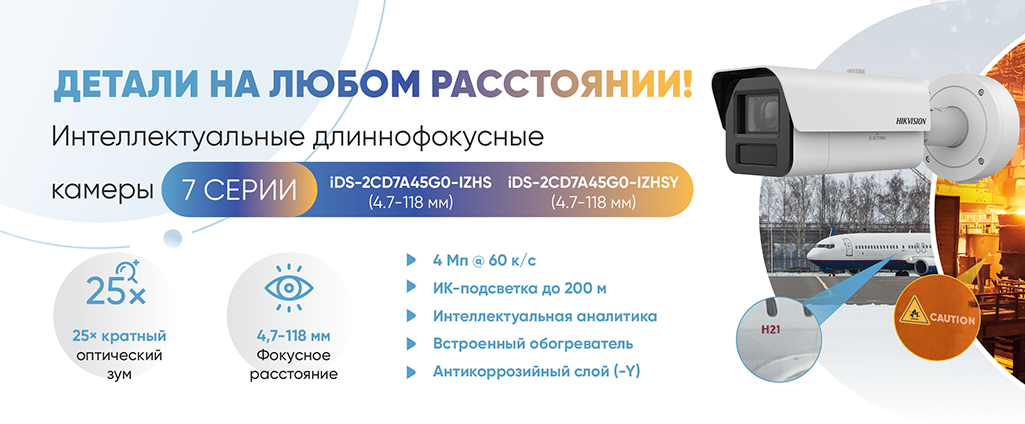 ДЕТАЛИ НА ЛЮБОМ РАССТОЯНИИ!
Интеллектуальные длиннофокусные
камеры 7 СЕРИИ
iDS-2CD7A45G0-IZHS iDS-2CD7A45G0-IZHSY
(4.7-118 мм) (4.7-118 мм)
25×
25× кратный
оптический
зум
4,7-118 мм
Фокусное
расстояние
4 Мп @ 60 к/с
ИК-подсветка до 200 м
Интеллектуальная аналитика
Встроенный обогреватель
Антикоррозийный слой (-Y)
HIKVISION
H21
CAUTION